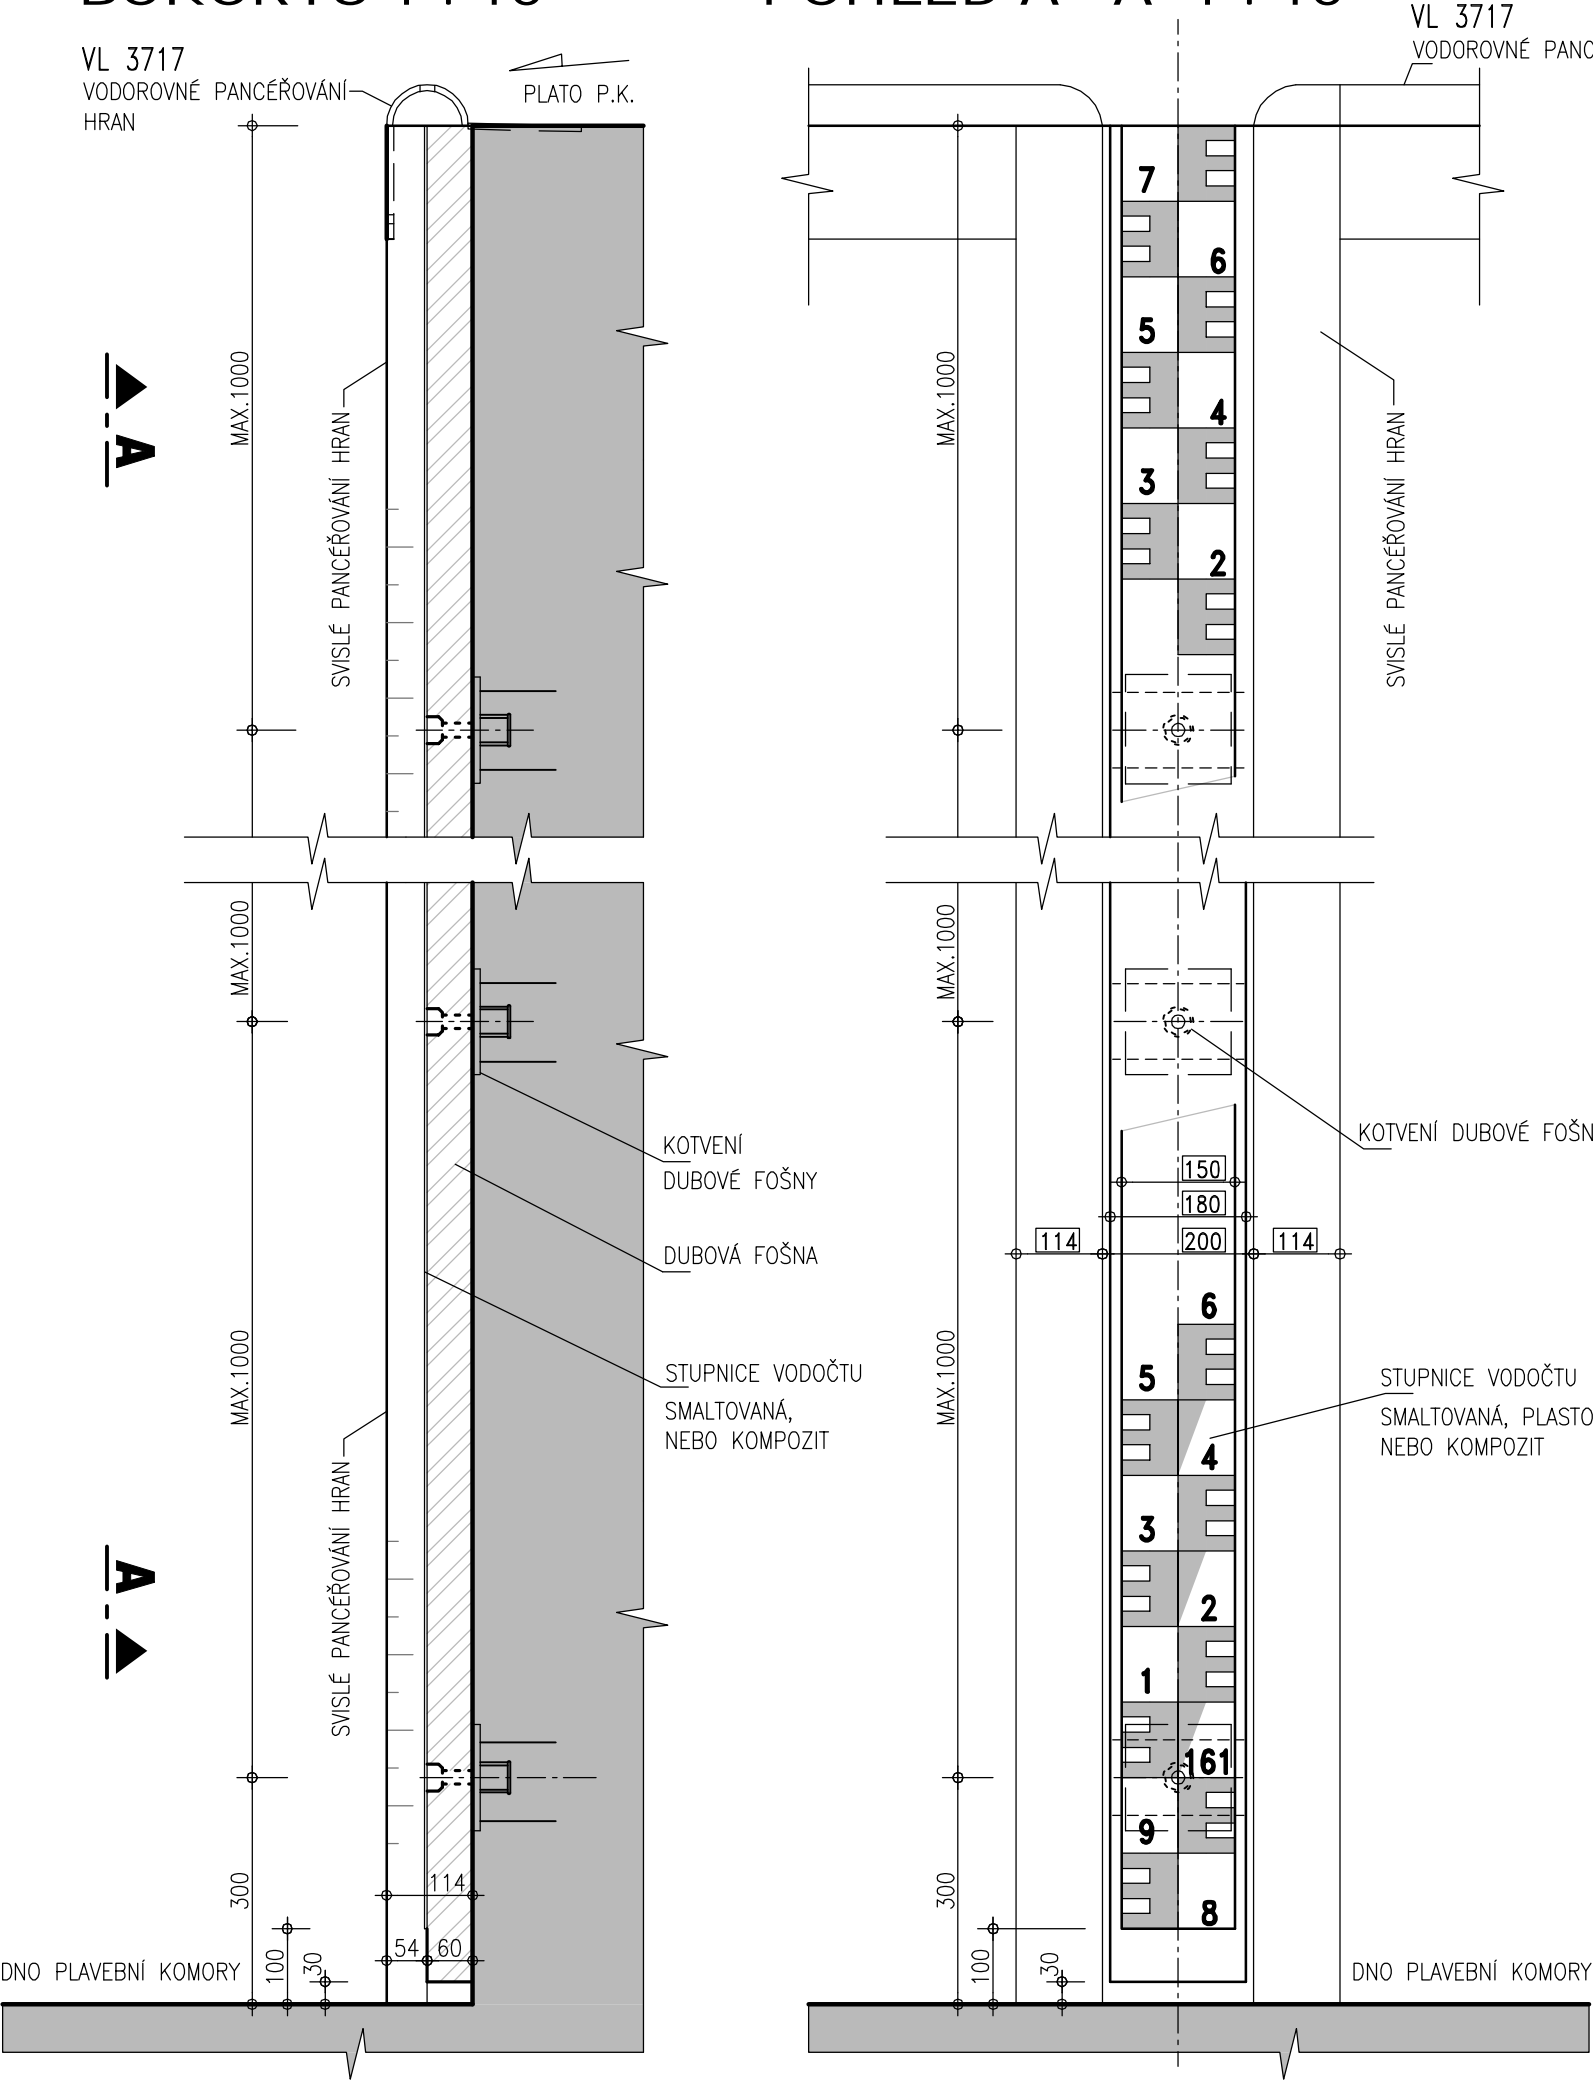 VL 3717
VODOROVNÉ PANCÉŘOVÁNÍ
HRAN
PLATO P.K.
MAX.1000
SVISLÉ PANCÉŘOVÁNÍ HRAN
A
MAX.1000
KOTVENÍ
DUBOVÉ FOŠNY
DUBOVÁ FOŠNA
STUPNICE VODOČTU
SMALTOVANÁ,
NEBO KOMPOZIT
MAX.1000
SVISLÉ PANCÉŘOVÁNÍ HRAN
A
300
114
54
60
100
30
DNO PLAVEBNÍ KOMORY
VL 3717
VODOROVNÉ PANC
7
6
5
4
3
2
MAX.1000
SVISLÉ PANCÉŘOVÁNÍ HRAN
MAX.1000
KOTVENÍ DUBOVÉ FOŠN
150
180
114
200
114
6
5
4
3
2
1
161
9
8
MAX.1000
STUPNICE VODOČTU
SMALTOVANÁ, PLASTO
NEBO KOMPOZIT
300
100
30
DNO PLAVEBNÍ KOMORY